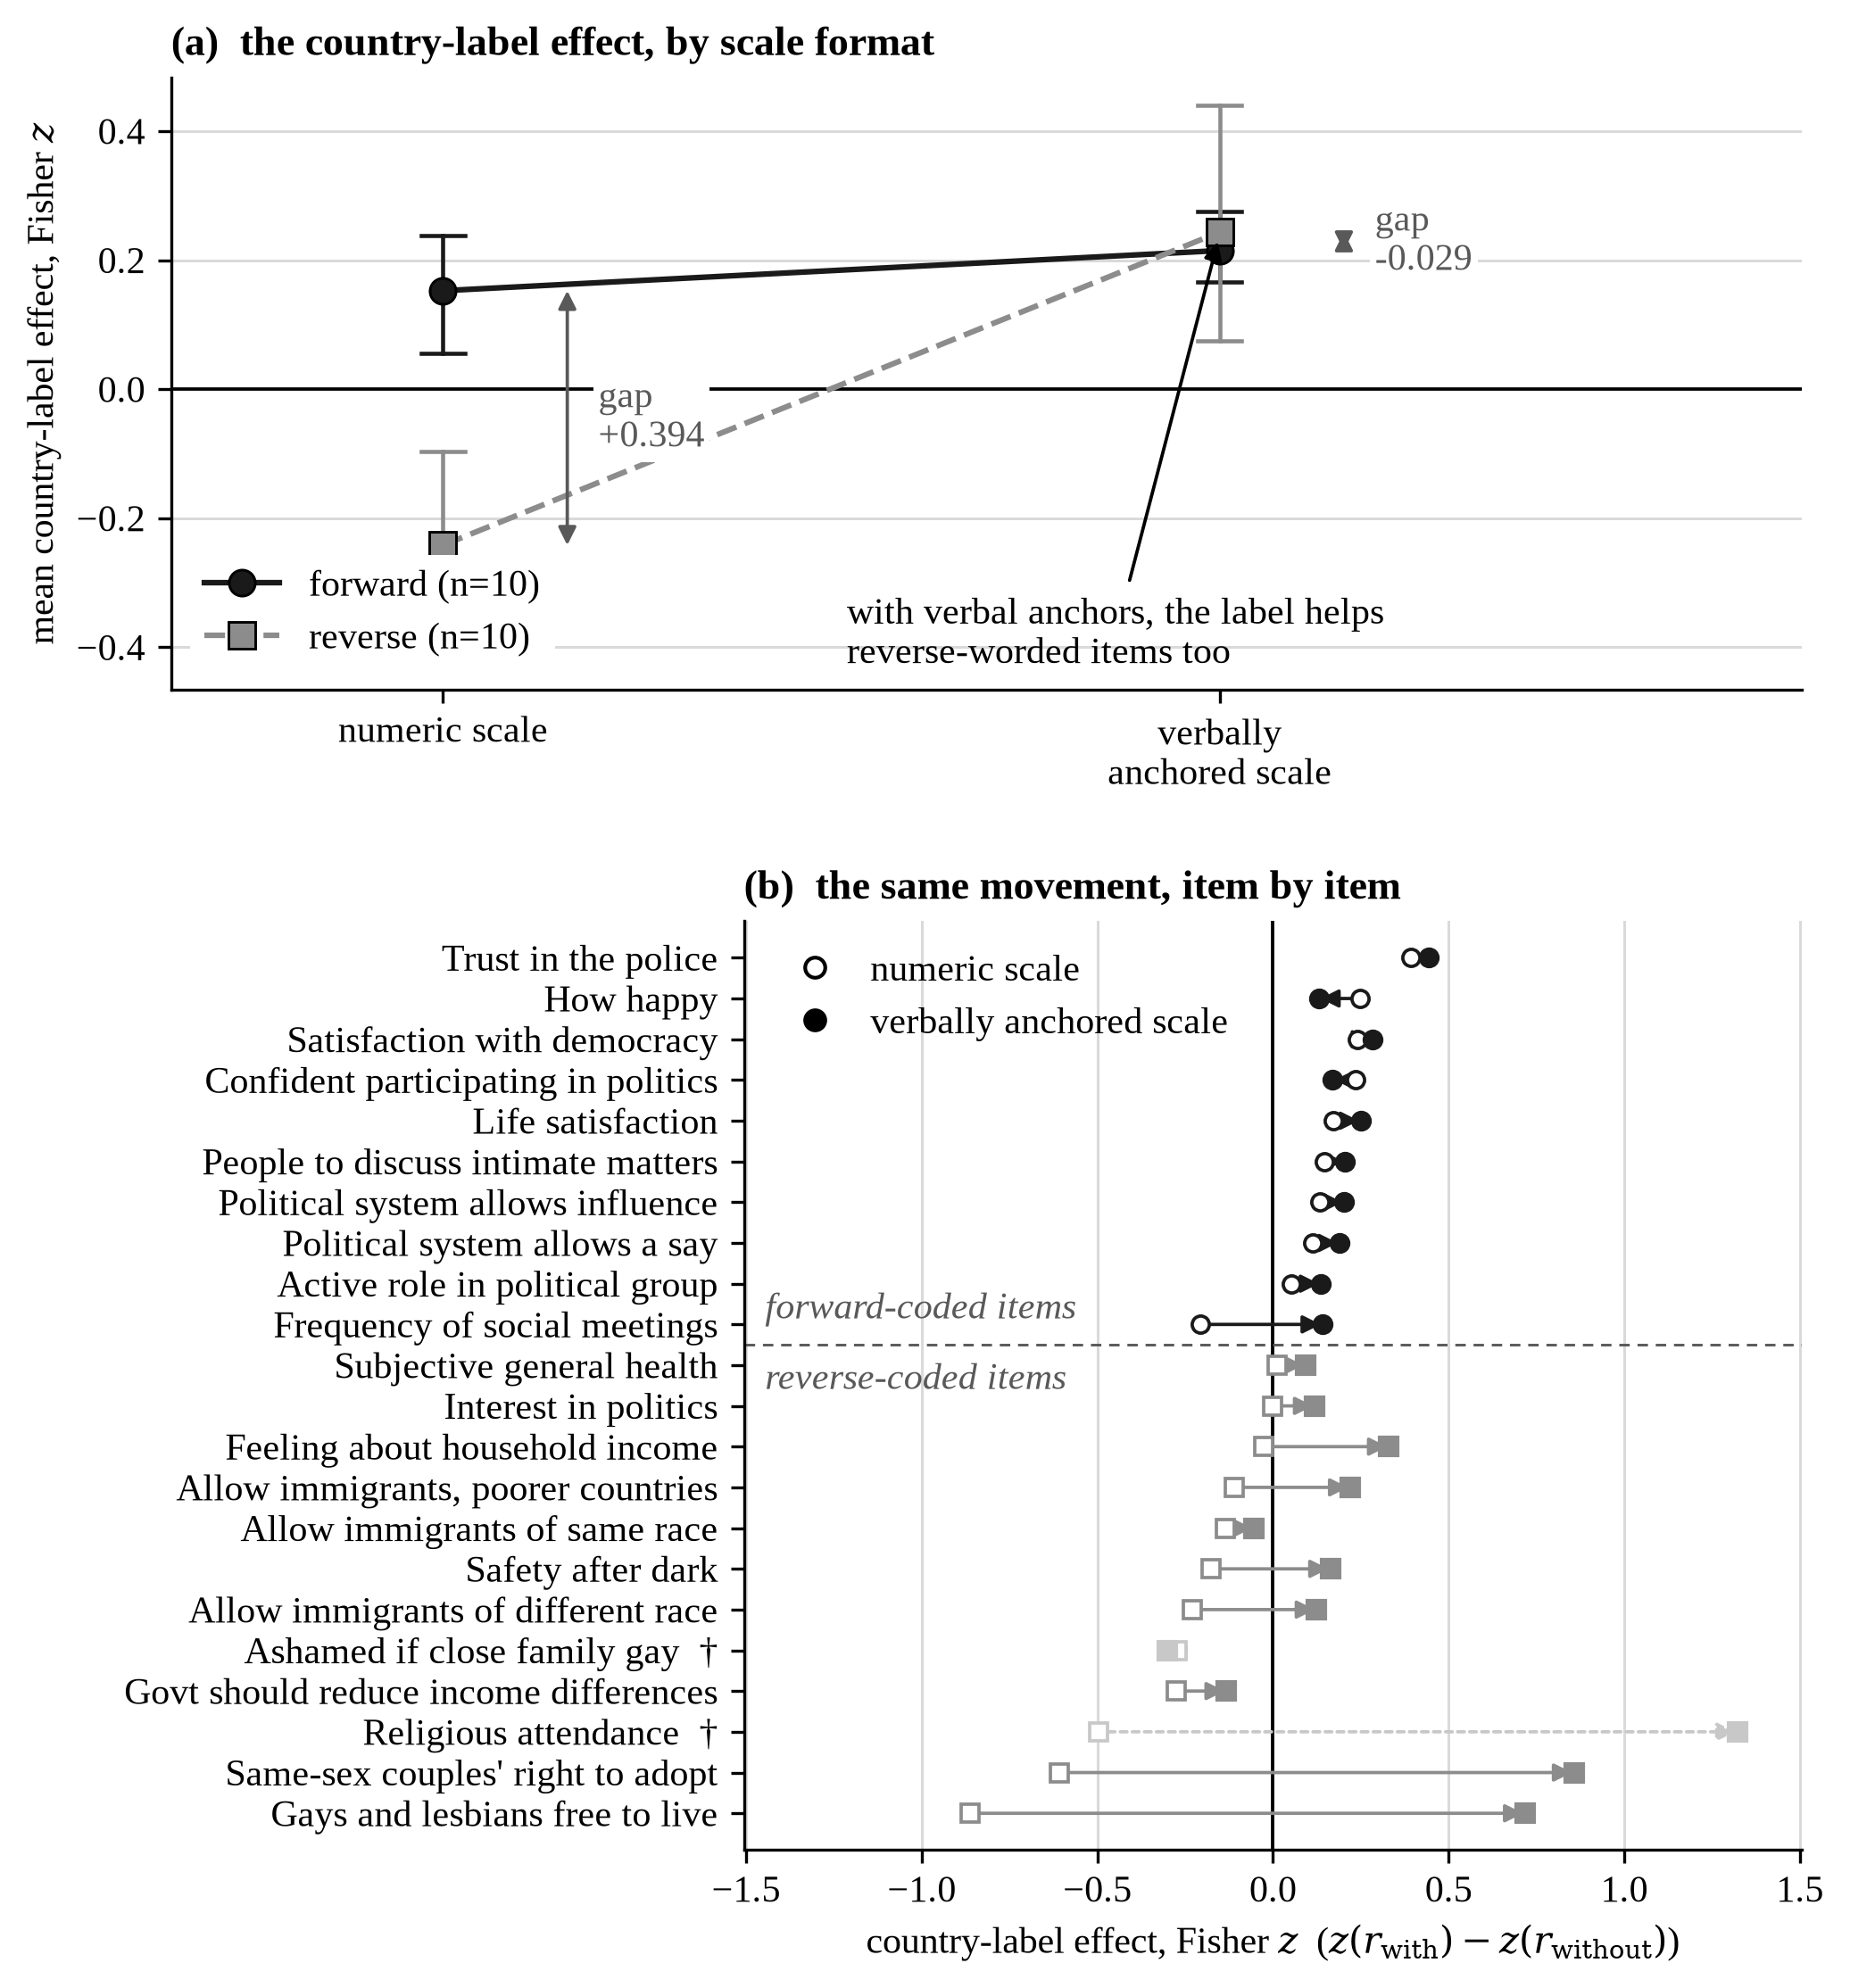 (a)  the country-label effect, by scale format
mean country-label effect, Fisher z
0.4
0.2
0.0
−0.2
−0.4
gap
+0.394
gap
-0.029
forward (n=10)
reverse (n=10)
with verbal anchors, the label helps
reverse-worded items too
numeric scale
verbally
anchored scale
(b)  the same movement, item by item
numeric scale
verbally anchored scale
Trust in the police
How happy
Satisfaction with democracy
Confident participating in politics
Life satisfaction
People to discuss intimate matters
Political system allows influence
Political system allows a say
Active role in political group
forward-coded items
Frequency of social meetings
Subjective general health
reverse-coded items
Interest in politics
Feeling about household income
Allow immigrants, poorer countries
Allow immigrants of same race
Safety after dark
Allow immigrants of different race
Ashamed if close family gay †
Govt should reduce income differences
Religious attendance †
Same-sex couples' right to adopt
Gays and lesbians free to live
−1.5
−1.0
−0.5
0.0
0.5
1.0
1.5
country-label effect, Fisher z (z(r_with) − z(r_without))